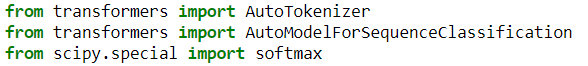 from transformers import AutoTokenizer
from transformers import AutoModelForSequenceClassification
from scipy.special import softmax